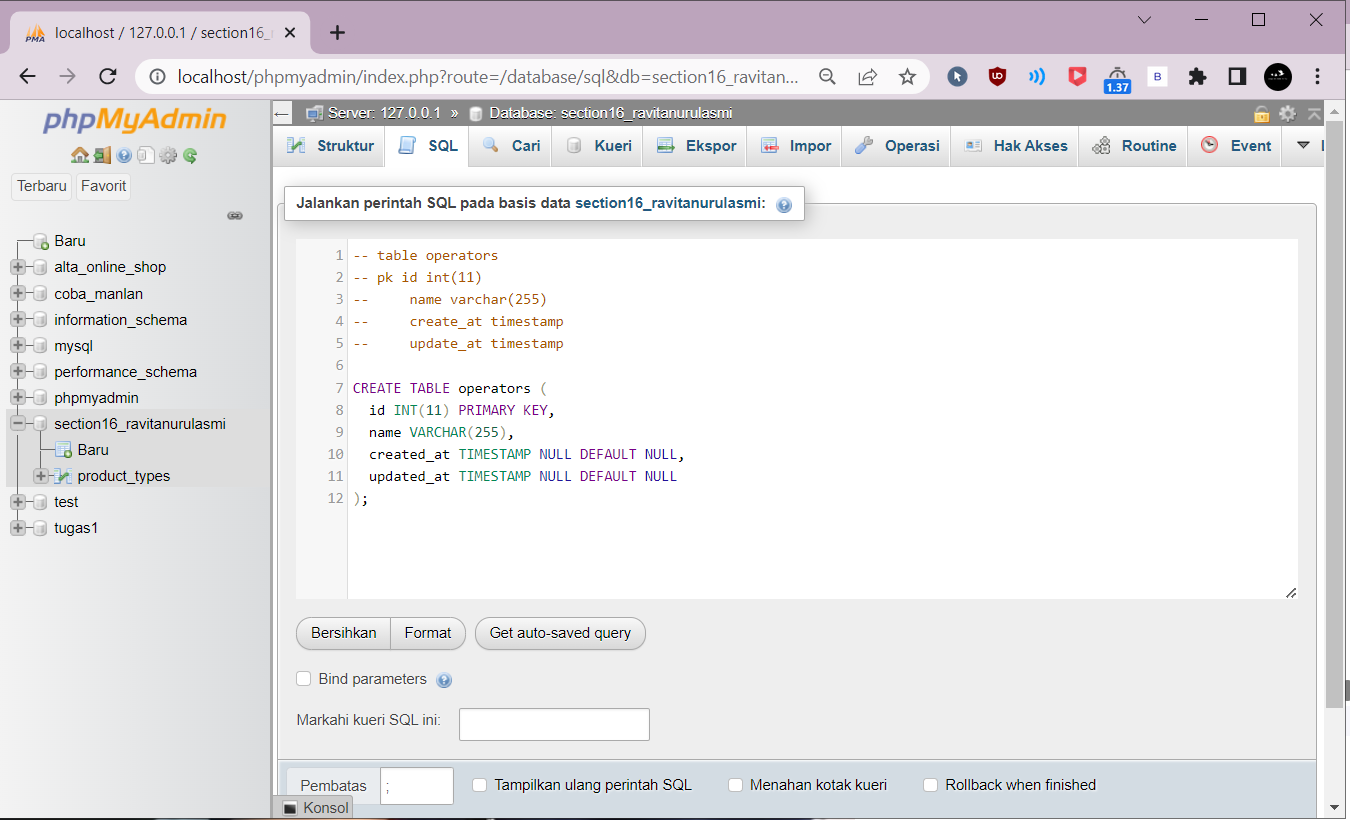 localhost / 127.0.0.1 / section16_
localhost/phpmyadmin/index.php?route=/database/sql&db=section16_ravitan...
1.37
B
phpMyAdmin
Terbaru
Favorit
Baru
alta_online_shop
coba_manlan
information_schema
mysql
performance_schema
phpmyadmin
section16_ravitanurulasmi
Baru
product_types
test
tugas1
Server: 127.0.0.1 » Database: section16_ravitanurulasmi
Struktur SQL Cari Kueri Ekspor Impor Operasi Hak Akses Routine Event
Jalankan perintah SQL pada basis data section16_ravitanurulasmi:
1 -- table operators
2 -- pk id int(11)
3 --     name varchar(255)
4 --     create_at timestamp
5 --     update_at timestamp
6
7 CREATE TABLE operators (
8   id INT(11) PRIMARY KEY,
9   name VARCHAR(255),
10   created_at TIMESTAMP NULL DEFAULT NULL,
11   updated_at TIMESTAMP NULL DEFAULT NULL
12 );
Bersihkan Format Get auto-saved query
Bind parameters
Markahi kueri SQL ini:
Pembatas ; Tampilkan ulang perintah SQL Menahan kotak kueri Rollback when finished
Konsol